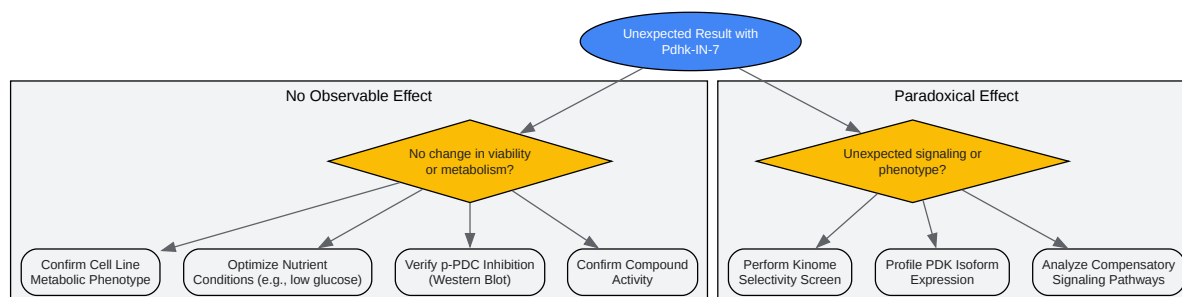 Unexpected Result with
Pdhk-IN-7
No Observable Effect
Paradoxical Effect
No change in viability
or metabolism?
Unexpected signaling or
phenotype?
Confirm Cell Line
Metabolic Phenotype
Optimize Nutrient
Conditions (e.g., low glucose)
Verify p-PDC Inhibition
(Western Blot)
Confirm Compound
Activity
Perform Kinome
Selectivity Screen
Profile PDK Isoform
Expression
Analyze Compensatory
Signaling Pathways